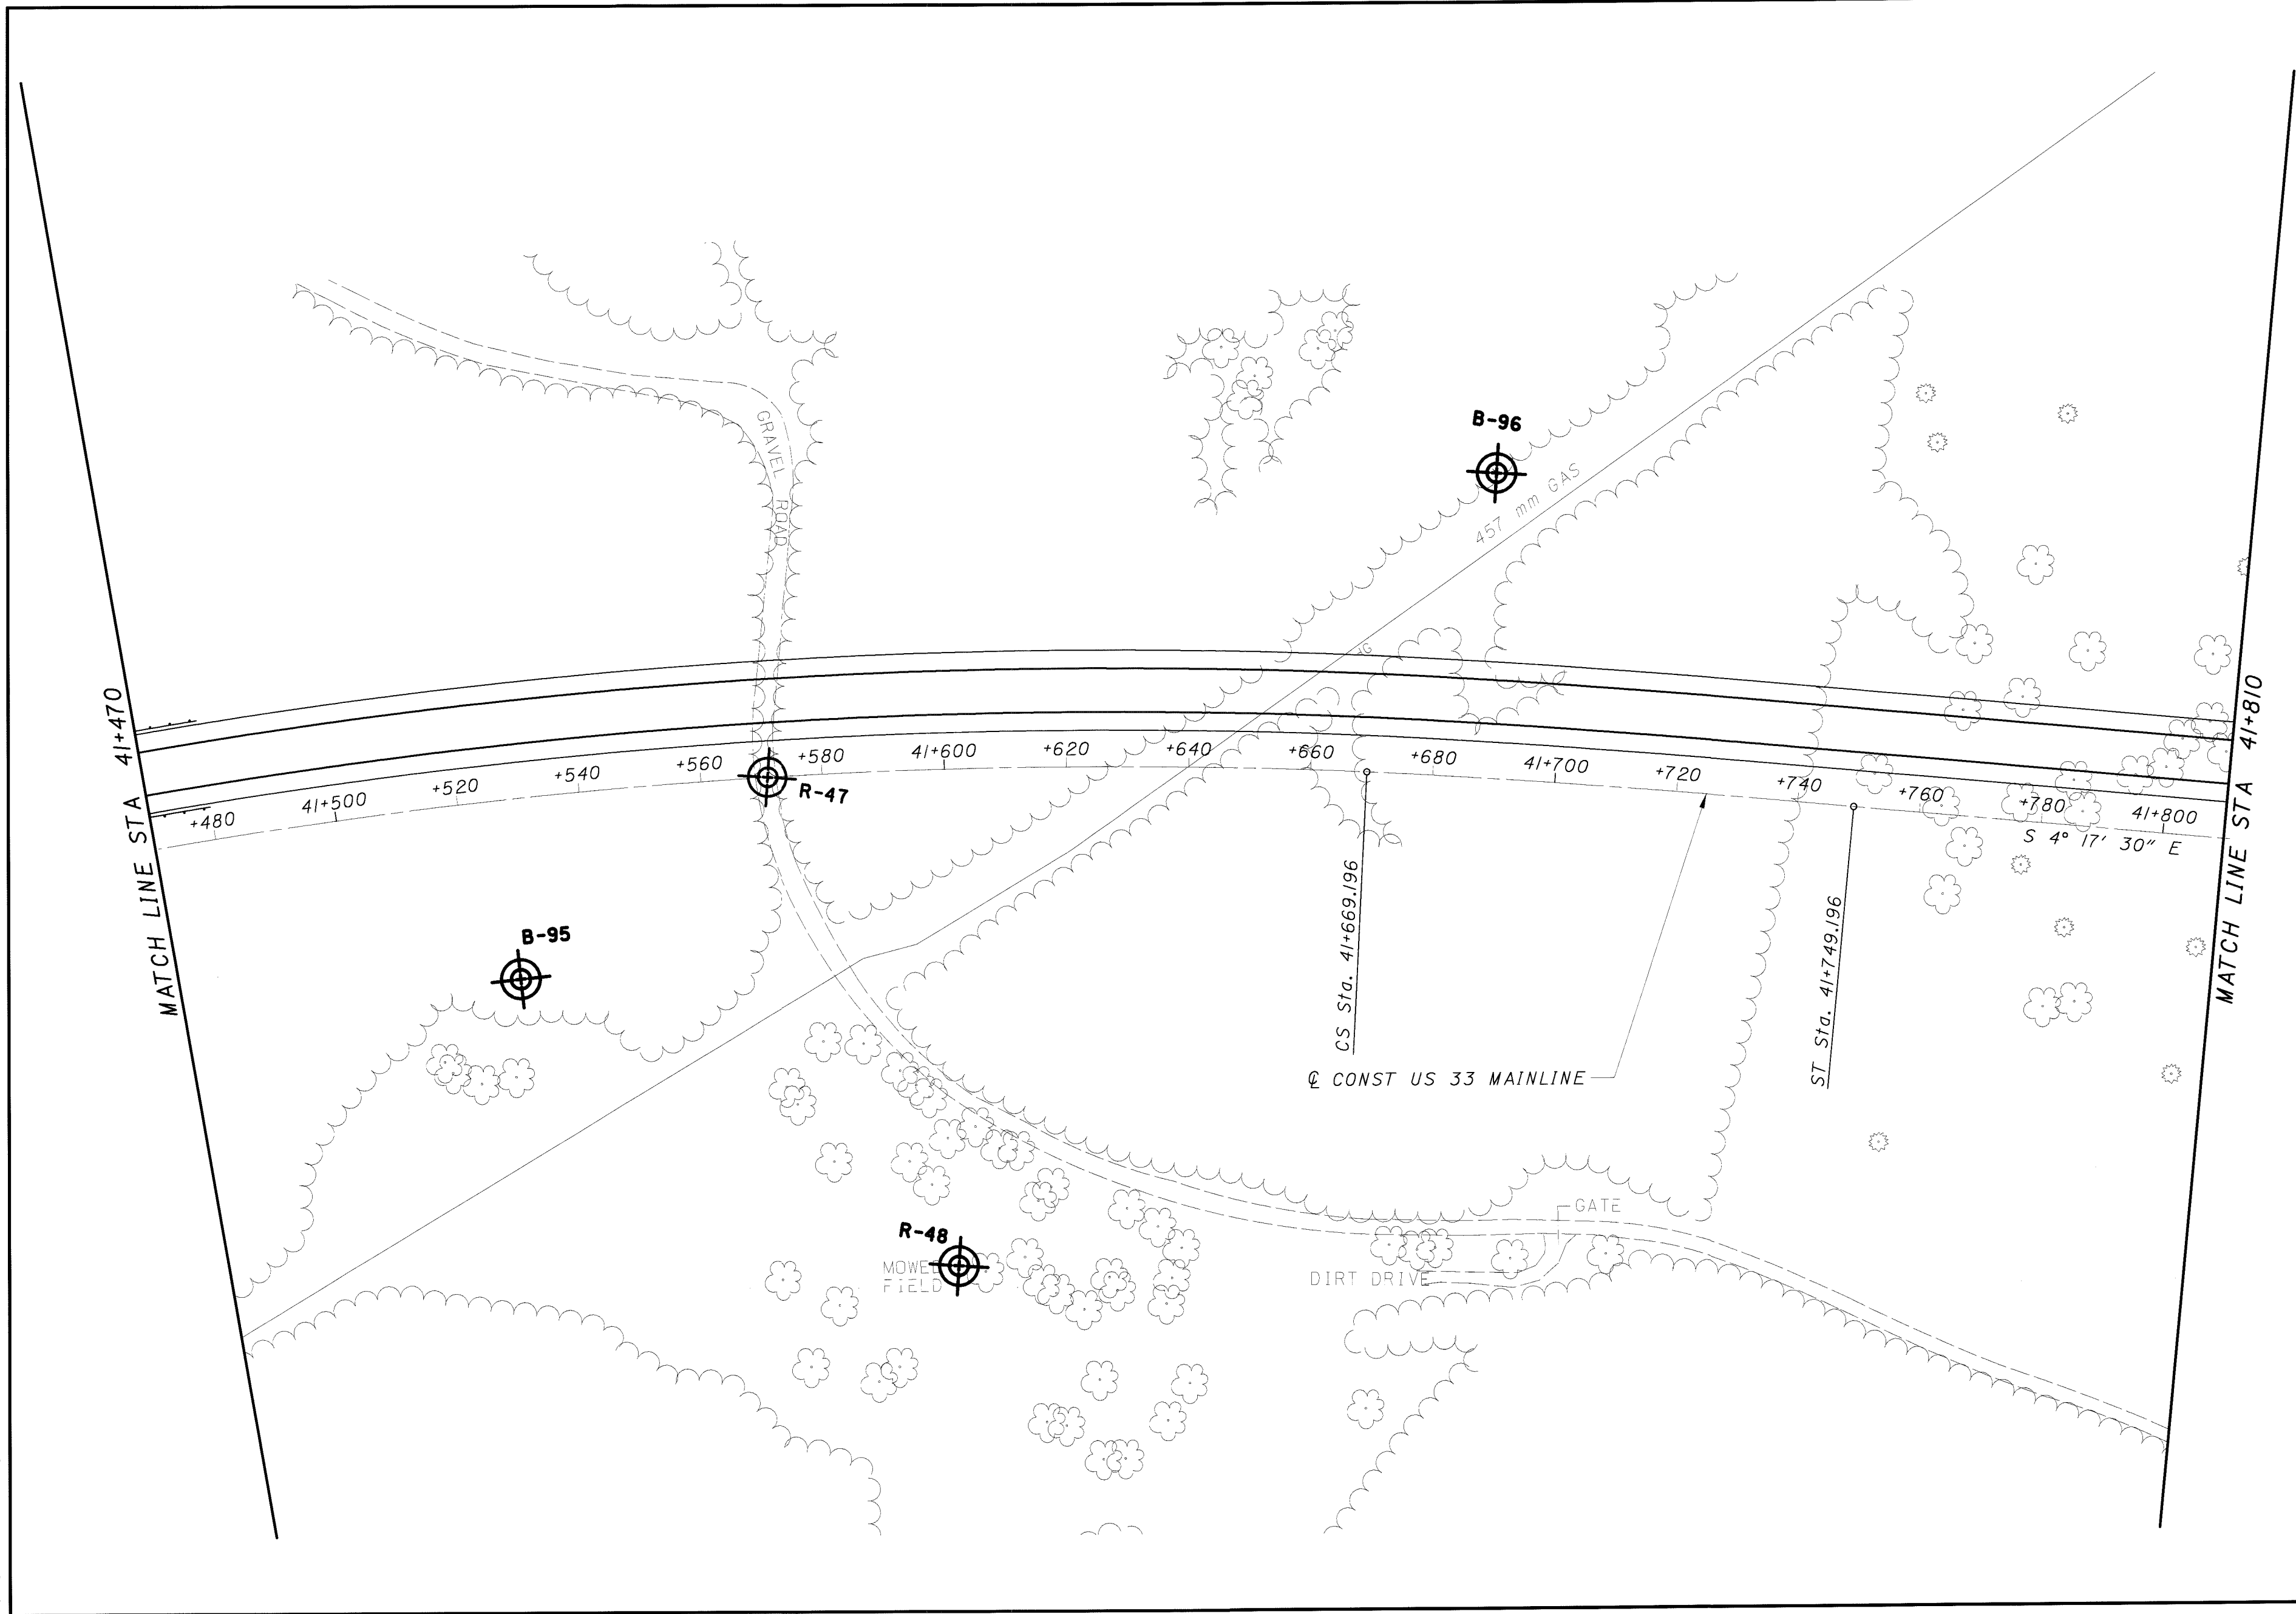 GRAVEL ROAD
B-96
457 mm GAS
MATCH LINE STA 41+470
+480
41+500
+520
+540
+560
+580
41+600
+620
+640
+660
+680
41+700
+720
+740
+760
+780
41+800
S 4° 17' 30" E
MATCH LINE STA 41+810
R-47
B-95
CS Sta. 41+669.196
ST Sta. 41+749.196
℄ CONST US 33 MAINLINE
GATE
R-48
MOWED
FIELD
DIRT DRIVE